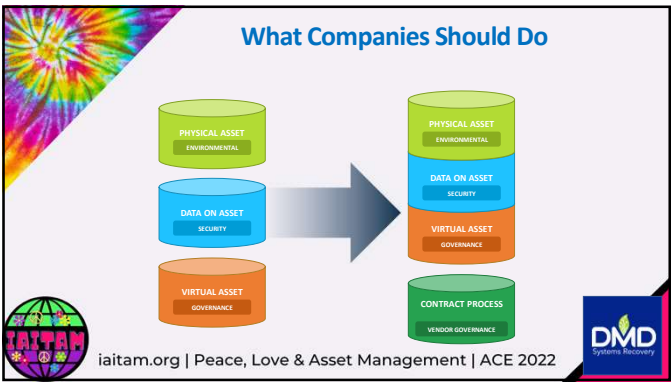 What Companies Should Do
PHYSICAL ASSET
ENVIRONMENTAL
DATA ON ASSET
SECURITY
VIRTUAL ASSET
GOVERNANCE
PHYSICAL ASSET
ENVIRONMENTAL
DATA ON ASSET
SECURITY
VIRTUAL ASSET
GOVERNANCE
CONTRACT PROCESS
VENDOR GOVERNANCE
IAITAM
iaitam.org | Peace, Love & Asset Management | ACE 2022
DMD
Systems Recovery